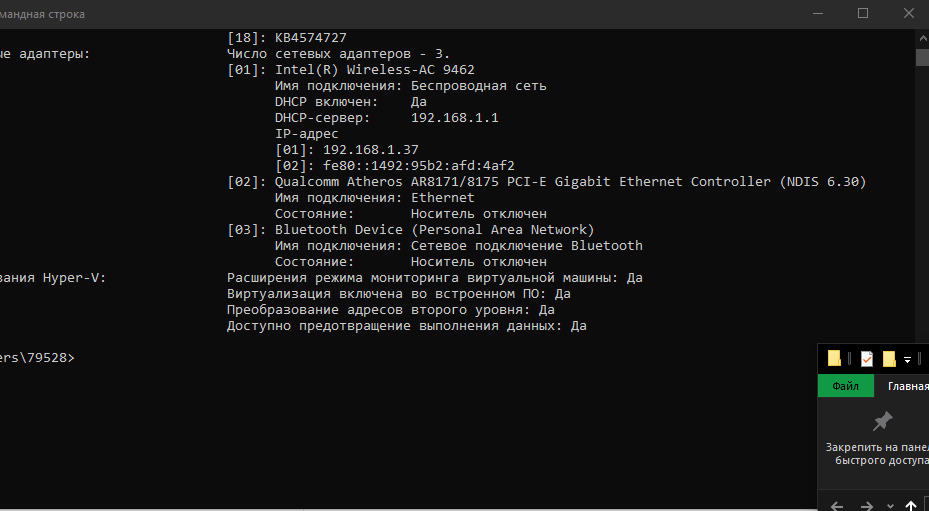 мандная строка
[18]: KB4574727
ые адаптеры: Число сетевых адаптеров - 3.
[01]: Intel(R) Wireless-AC 9462
Имя подключения: Беспроводная сеть
DHCP включен: Да
DHCP-сервер: 192.168.1.1
IP-адрес
[01]: 192.168.1.37
[02]: fe80::1492:95b2:afd:4af2
[02]: Qualcomm Atheros AR8171/8175 PCI-E Gigabit Ethernet Controller (NDIS 6.30)
Имя подключения: Ethernet
Состояние: Носитель отключен
[03]: Bluetooth Device (Personal Area Network)
Имя подключения: Сетевое подключение Bluetooth
Состояние: Носитель отключен
вания Hyper-V: Расширения режима мониторинга виртуальной машины: Да
Виртуализация включена во встроенном ПО: Да
Преобразование адресов второго уровня: Да
Доступно предотвращение выполнения данных: Да
ers\79528>
Файл Главная
Закрепить на пане
быстрого доступа